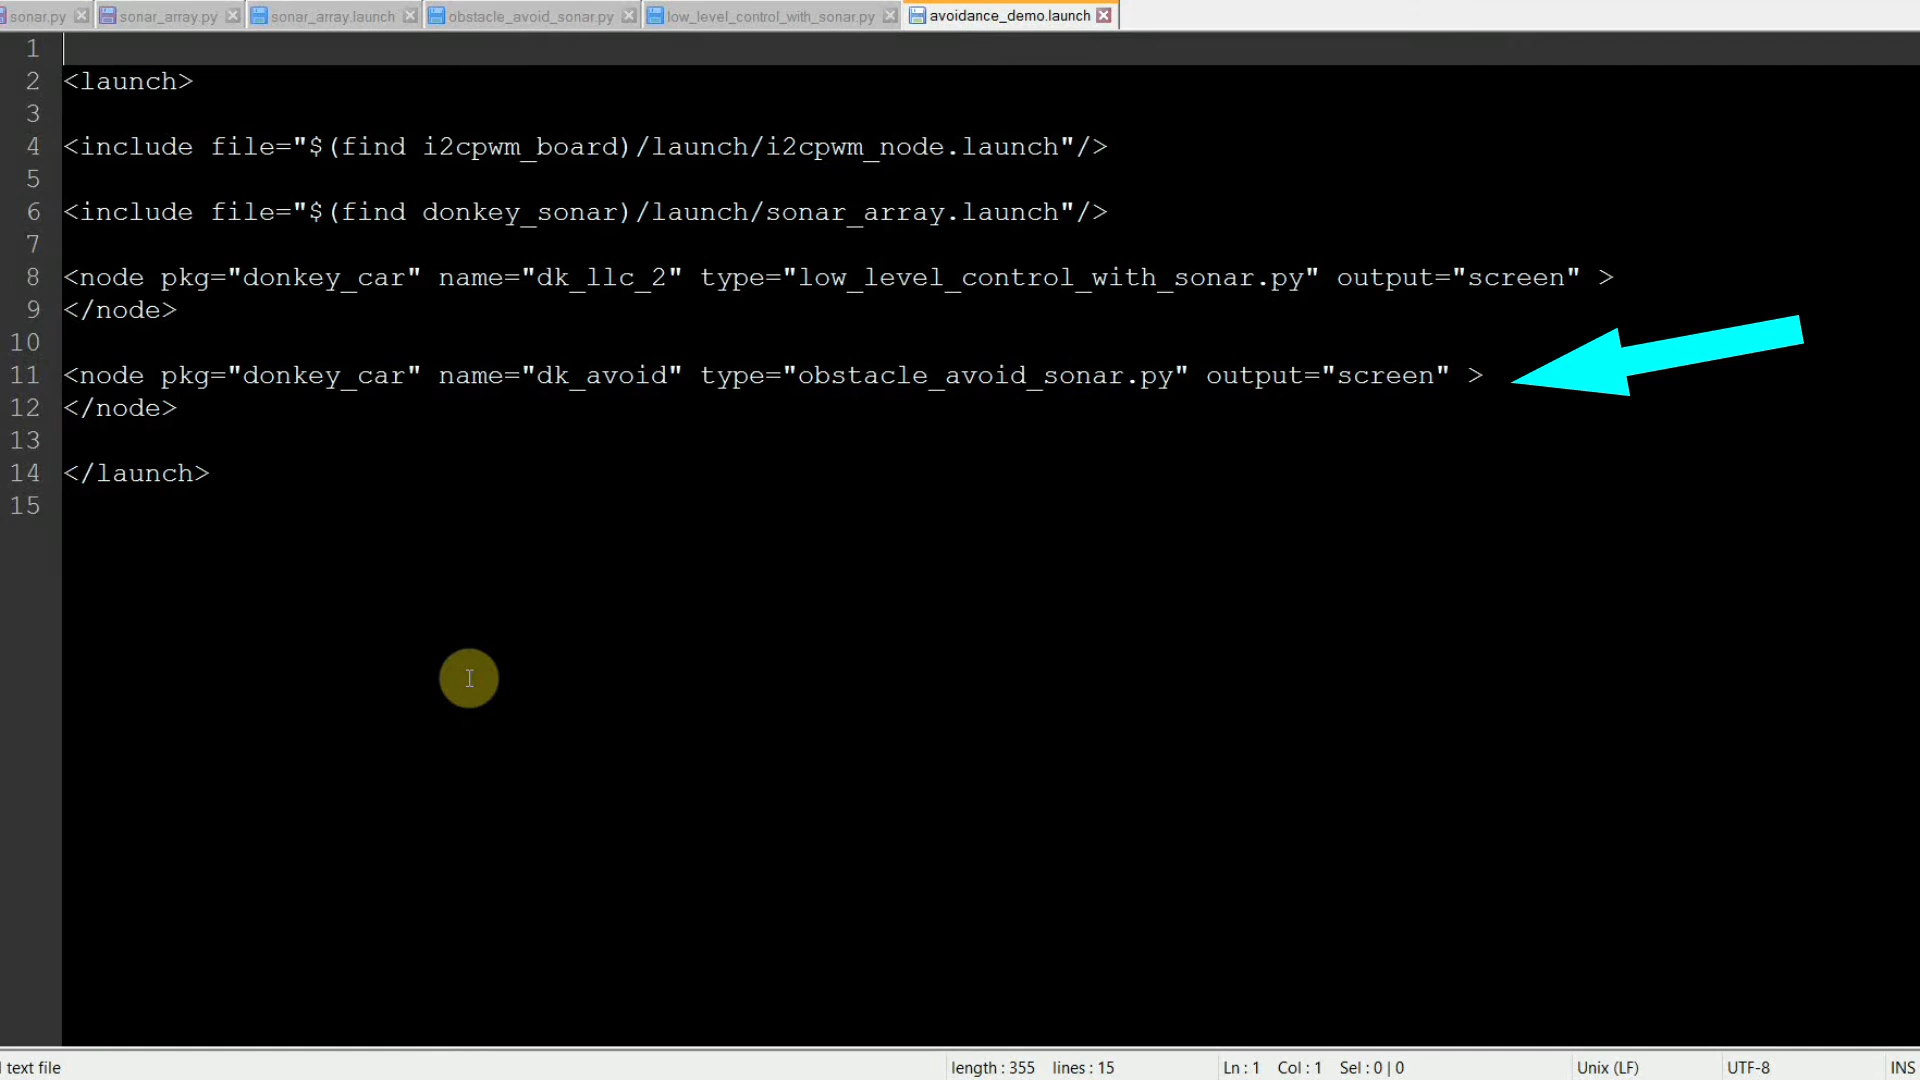 sonar.py sonar_array.py sonar_array.launch obstacle_avoid_sonar.py low_level_control_with_sonar.py avoidance_demo.launch
1
2 <launch>
3
4 <include file="$(find i2cpwm_board)/launch/i2cpwm_node.launch"/>
5
6 <include file="$(find donkey_sonar)/launch/sonar_array.launch"/>
7
8 <node pkg="donkey_car" name="dk_llc_2" type="low_level_control_with_sonar.py" output="screen" >
9 </node>
10
11 <node pkg="donkey_car" name="dk_avoid" type="obstacle_avoid_sonar.py" output="screen" >
12 </node>
13
14 </launch>
15
text file length : 355 lines : 15 Ln : 1 Col : 1 Sel : 0 | 0 Unix (LF) UTF-8 INS